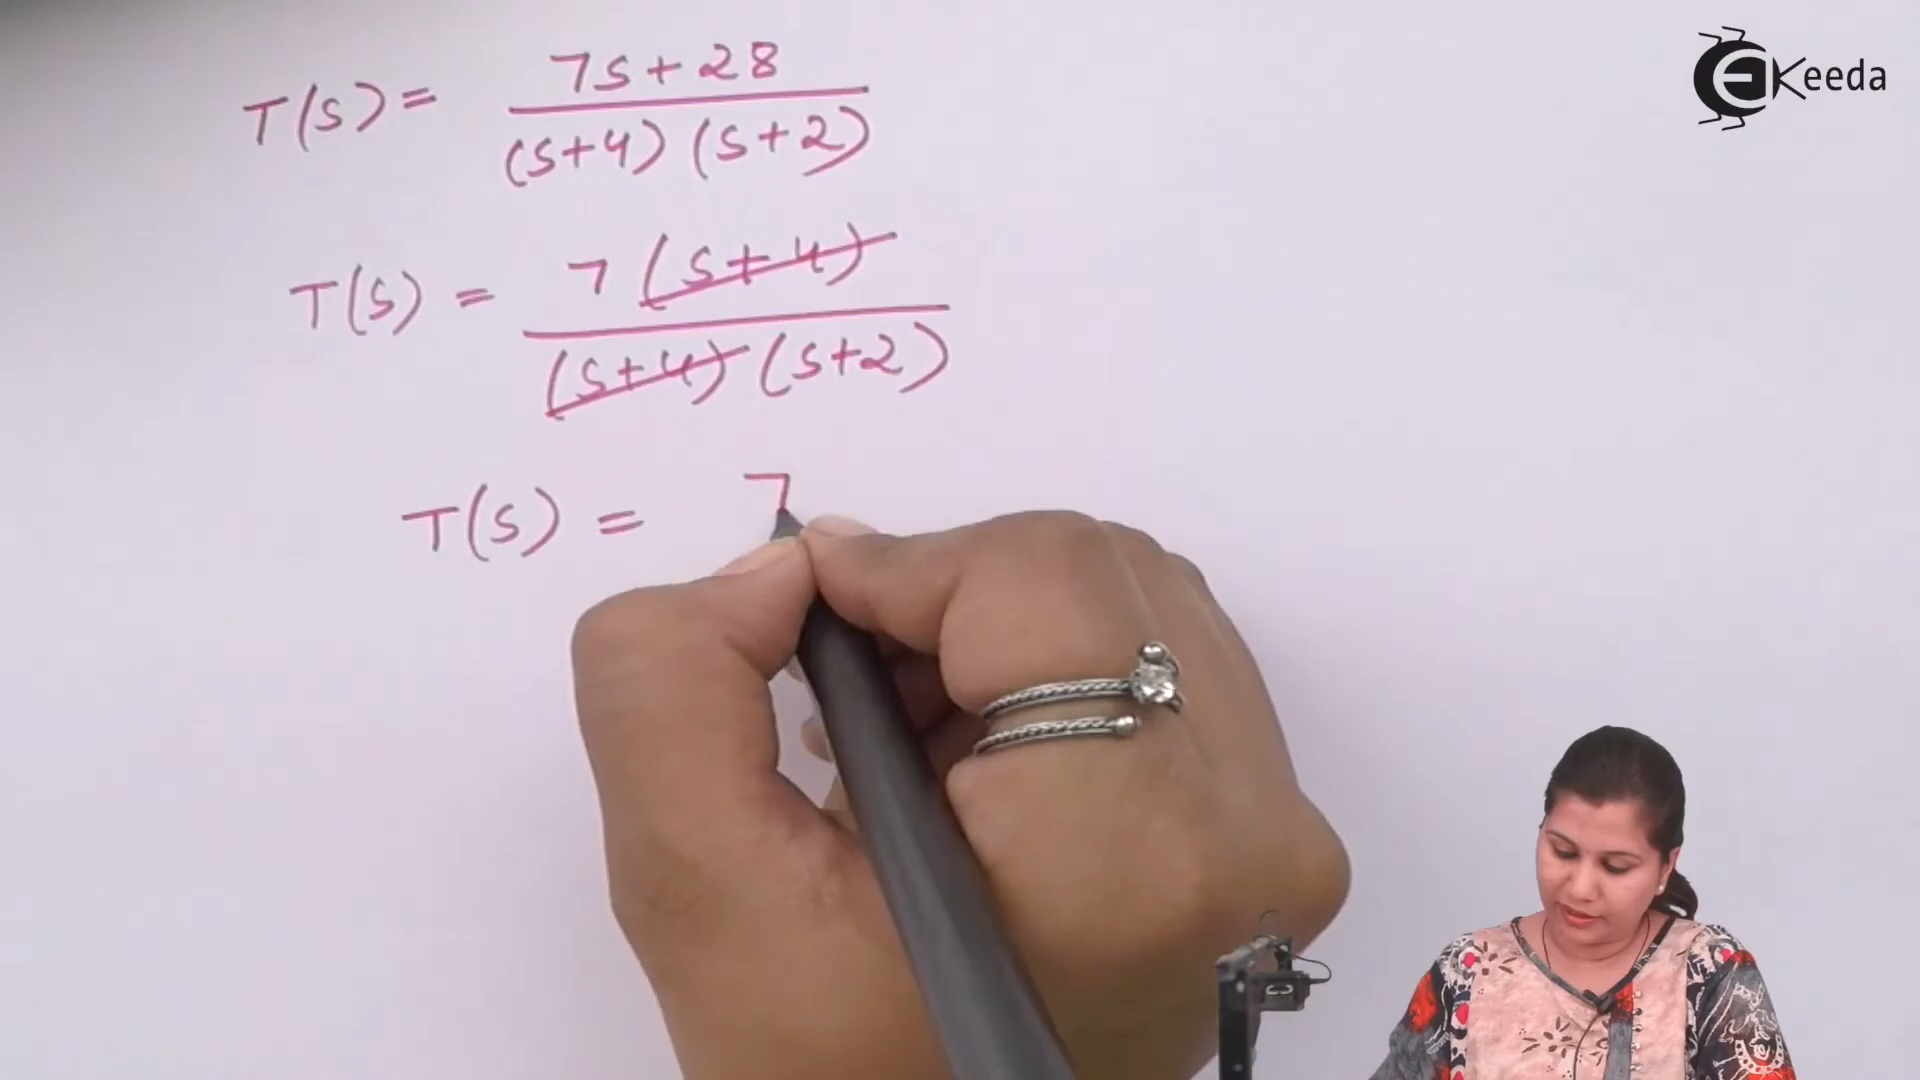 EKeeda
T(s) = 7s+28
(s+4) (s+2)
T(s) = 7 (s+4)
(s+4) (s+2)
T(s) = 7